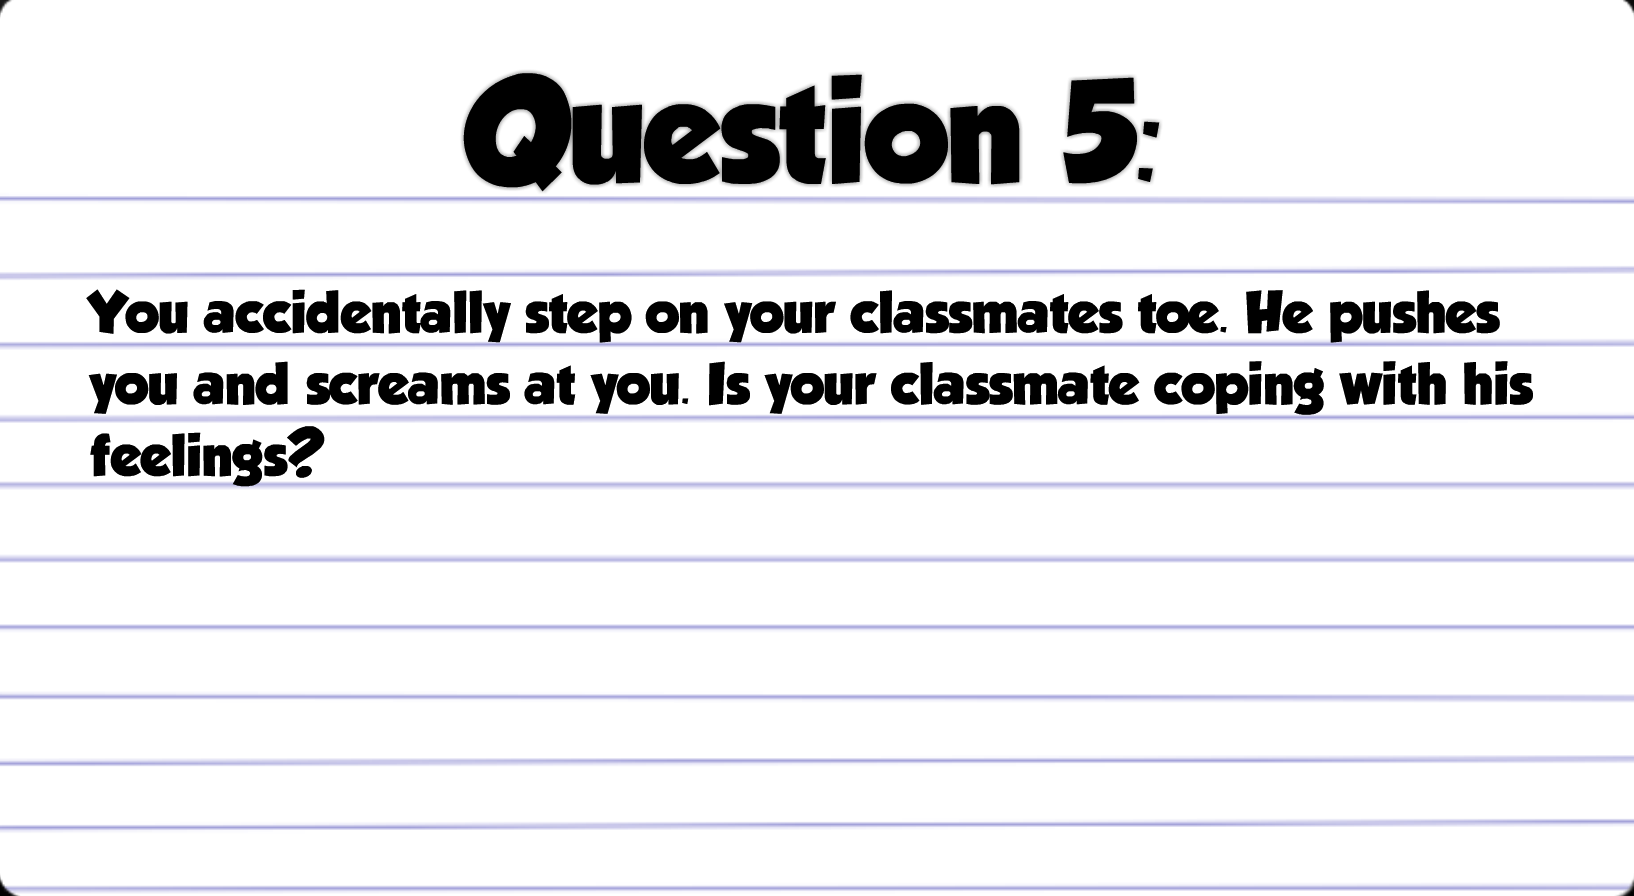 Question 5:
You accidentally step on your classmates toe. He pushes
you and screams at you. Is your classmate coping with his
feelings?